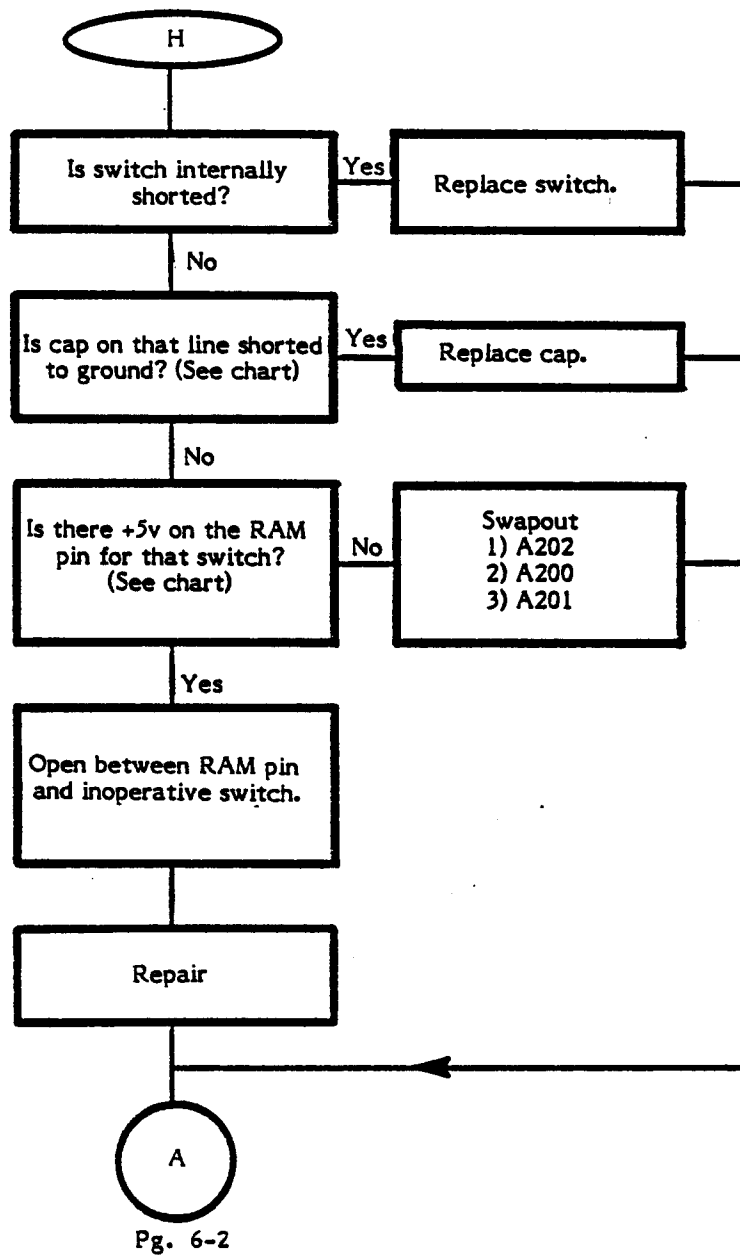 H
Is switch internally
shorted?
Yes
Replace switch.
No
Is cap on that line shorted
to ground? (See chart)
Yes
Replace cap.
No
Is there +5v on the RAM
pin for that switch?
(See chart)
No
Swapout
1) A202
2) A200
3) A201
Yes
Open between RAM pin
and inoperative switch.
Repair
A
Pg. 6-2